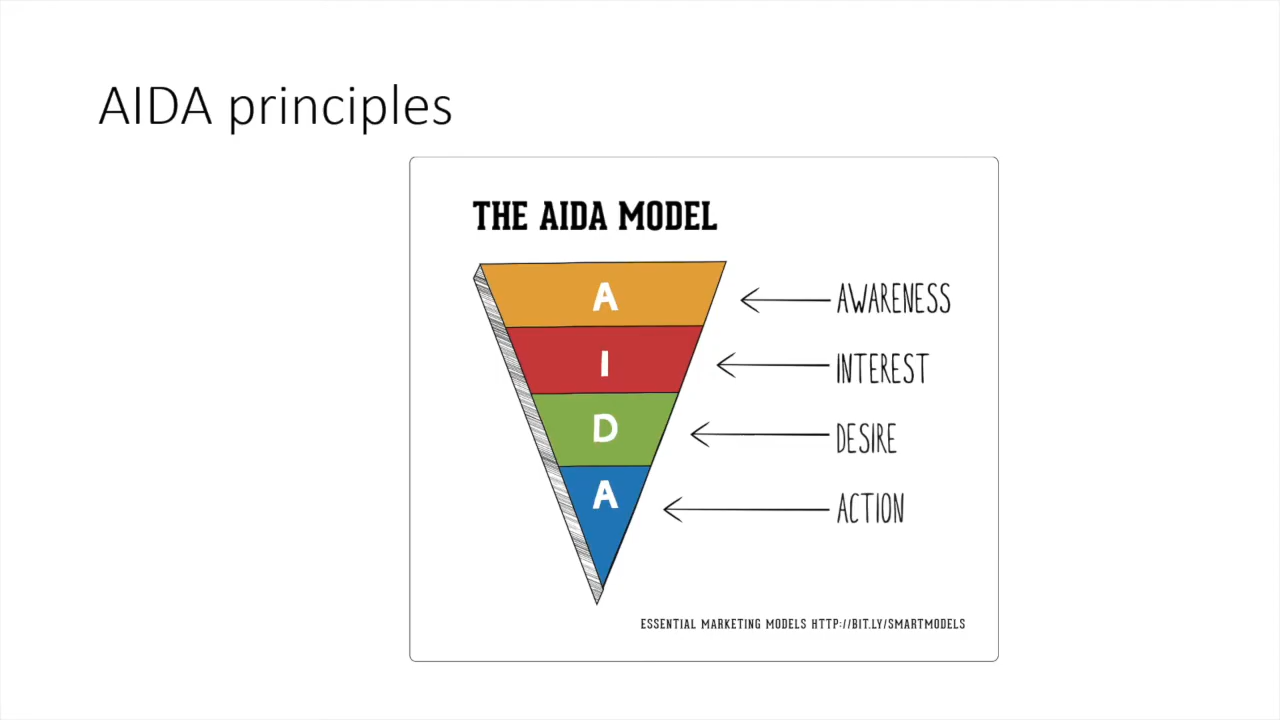 AIDA principles
THE AIDA MODEL
A
AWARENESS
I
INTEREST
D
DESIRE
A
ACTION
ESSENTIAL MARKETING MODELS HTTP://BIT.LY/SMARTMODELS